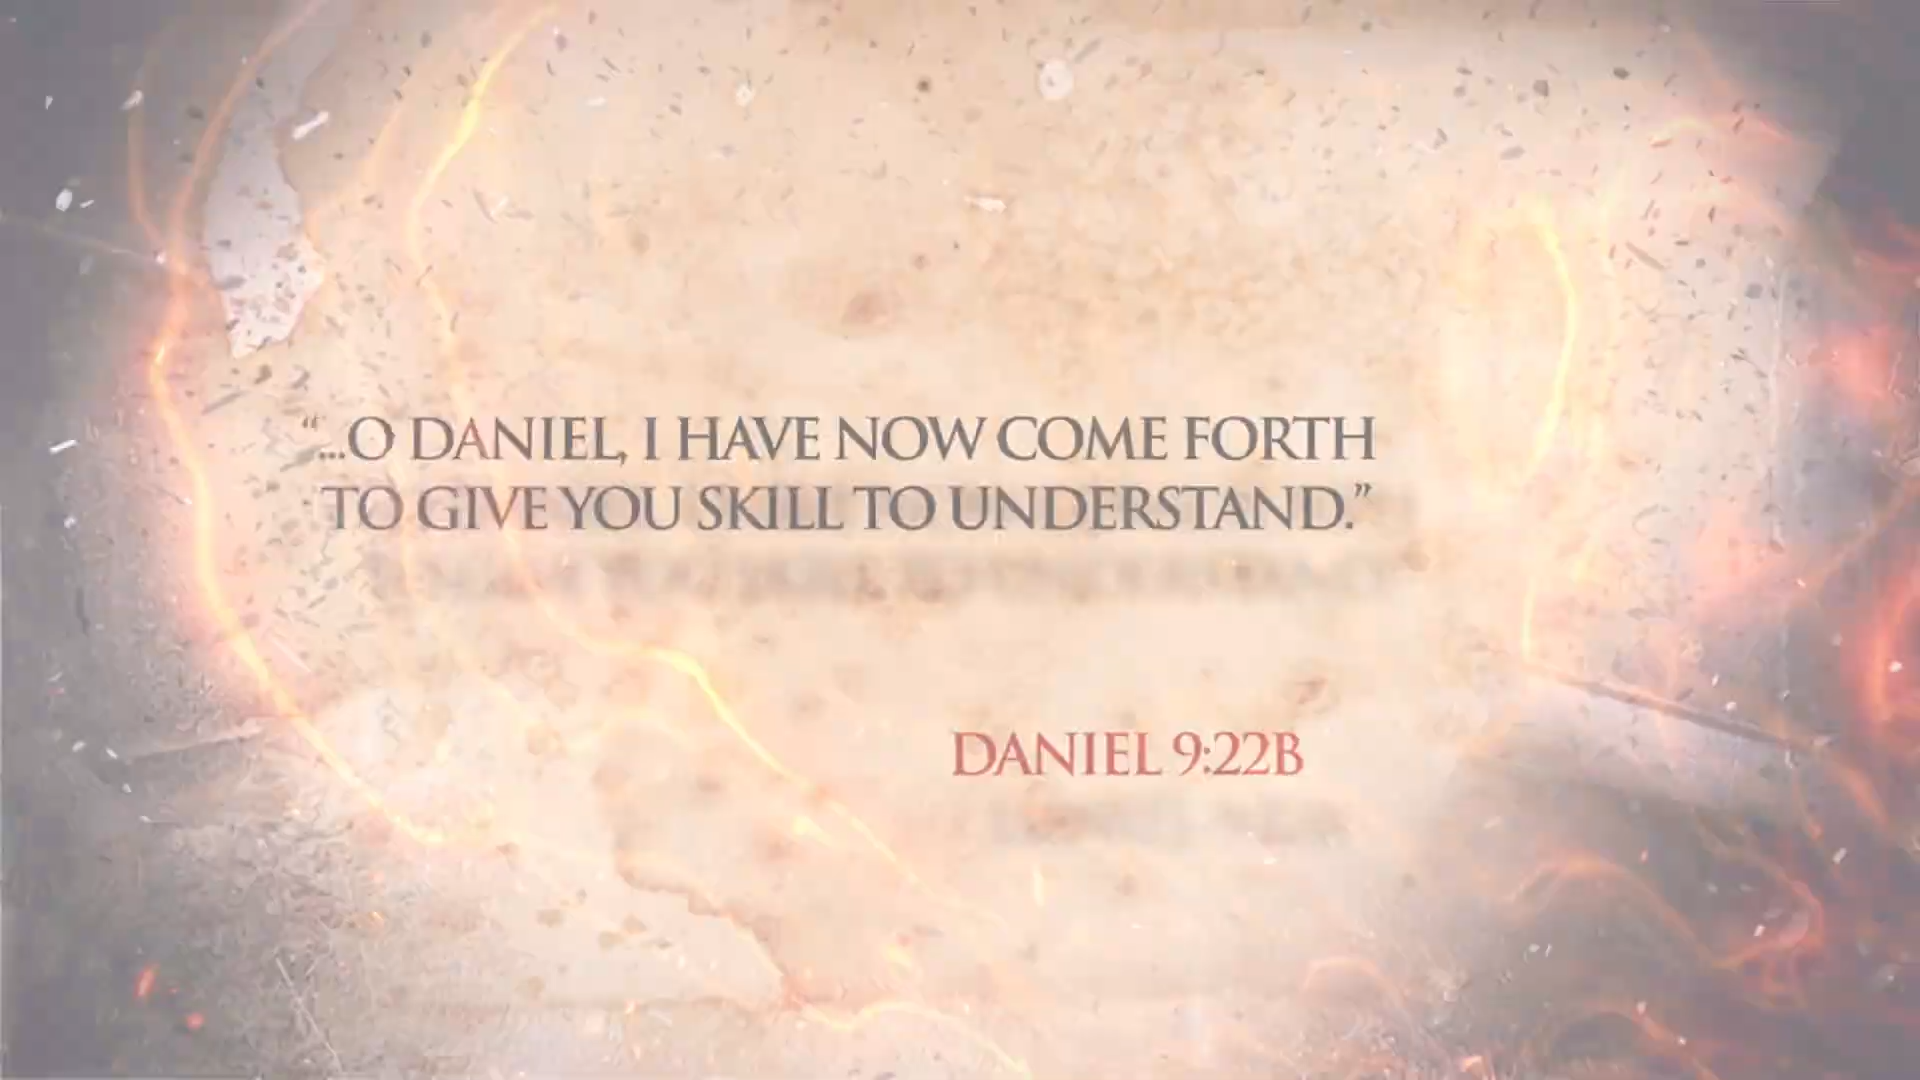 “...O DANIEL, I HAVE NOW COME FORTH
TO GIVE YOU SKILL TO UNDERSTAND.”
DANIEL 9:22B